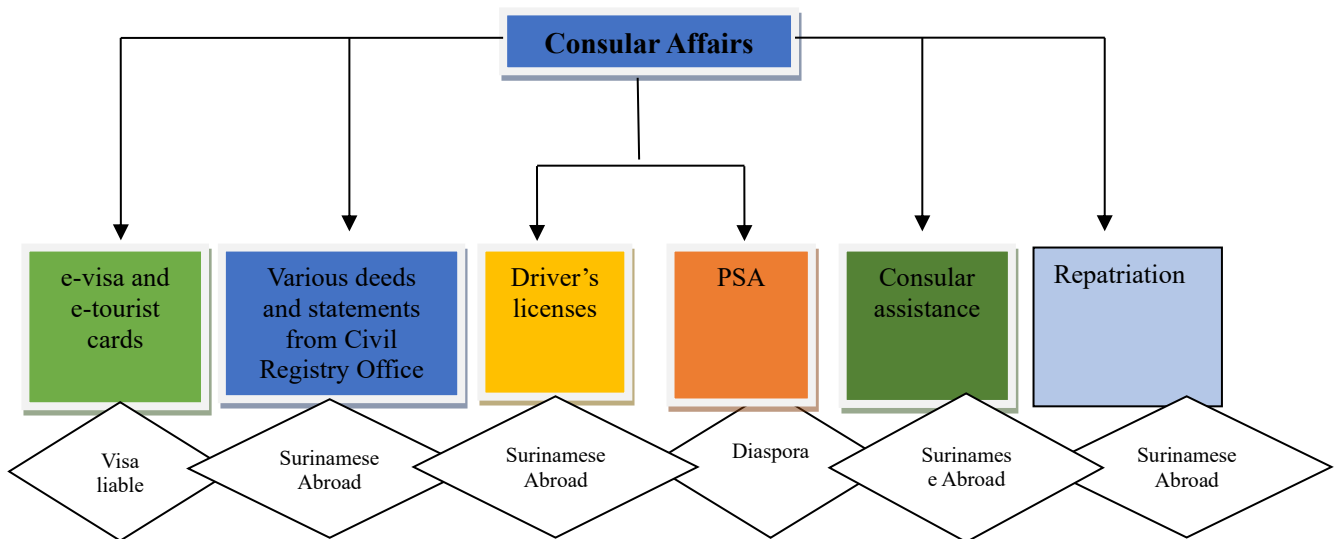 Consular Affairs
e-visa and
e-tourist
cards
Various deeds
and statements
from Civil
Registry Office
Driver’s
licenses
PSA
Consular
assistance
Repatriation
Visa
liable
Surinamese
Abroad
Surinamese
Abroad
Diaspora
Surinames
e Abroad
Surinamese
Abroad